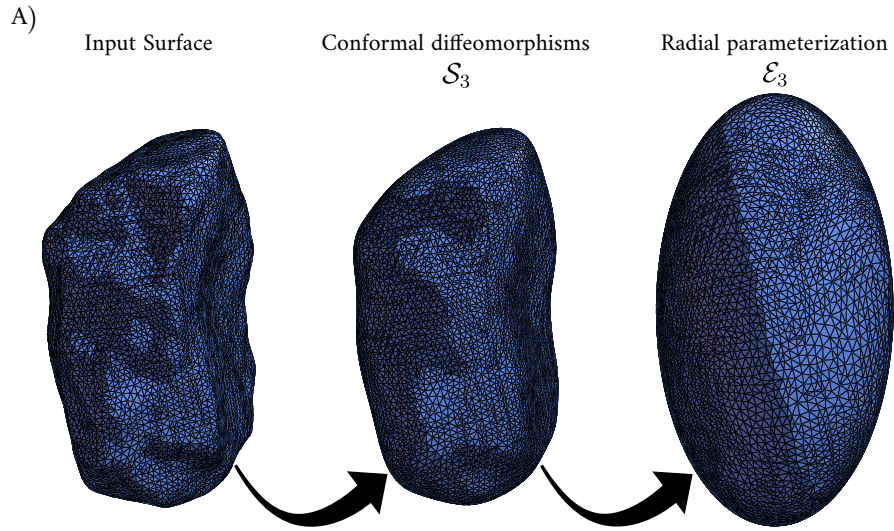 A)
Input Surface
Conformal diffeomorphisms
Radial parameterization
𝒮₃
ℰ₃